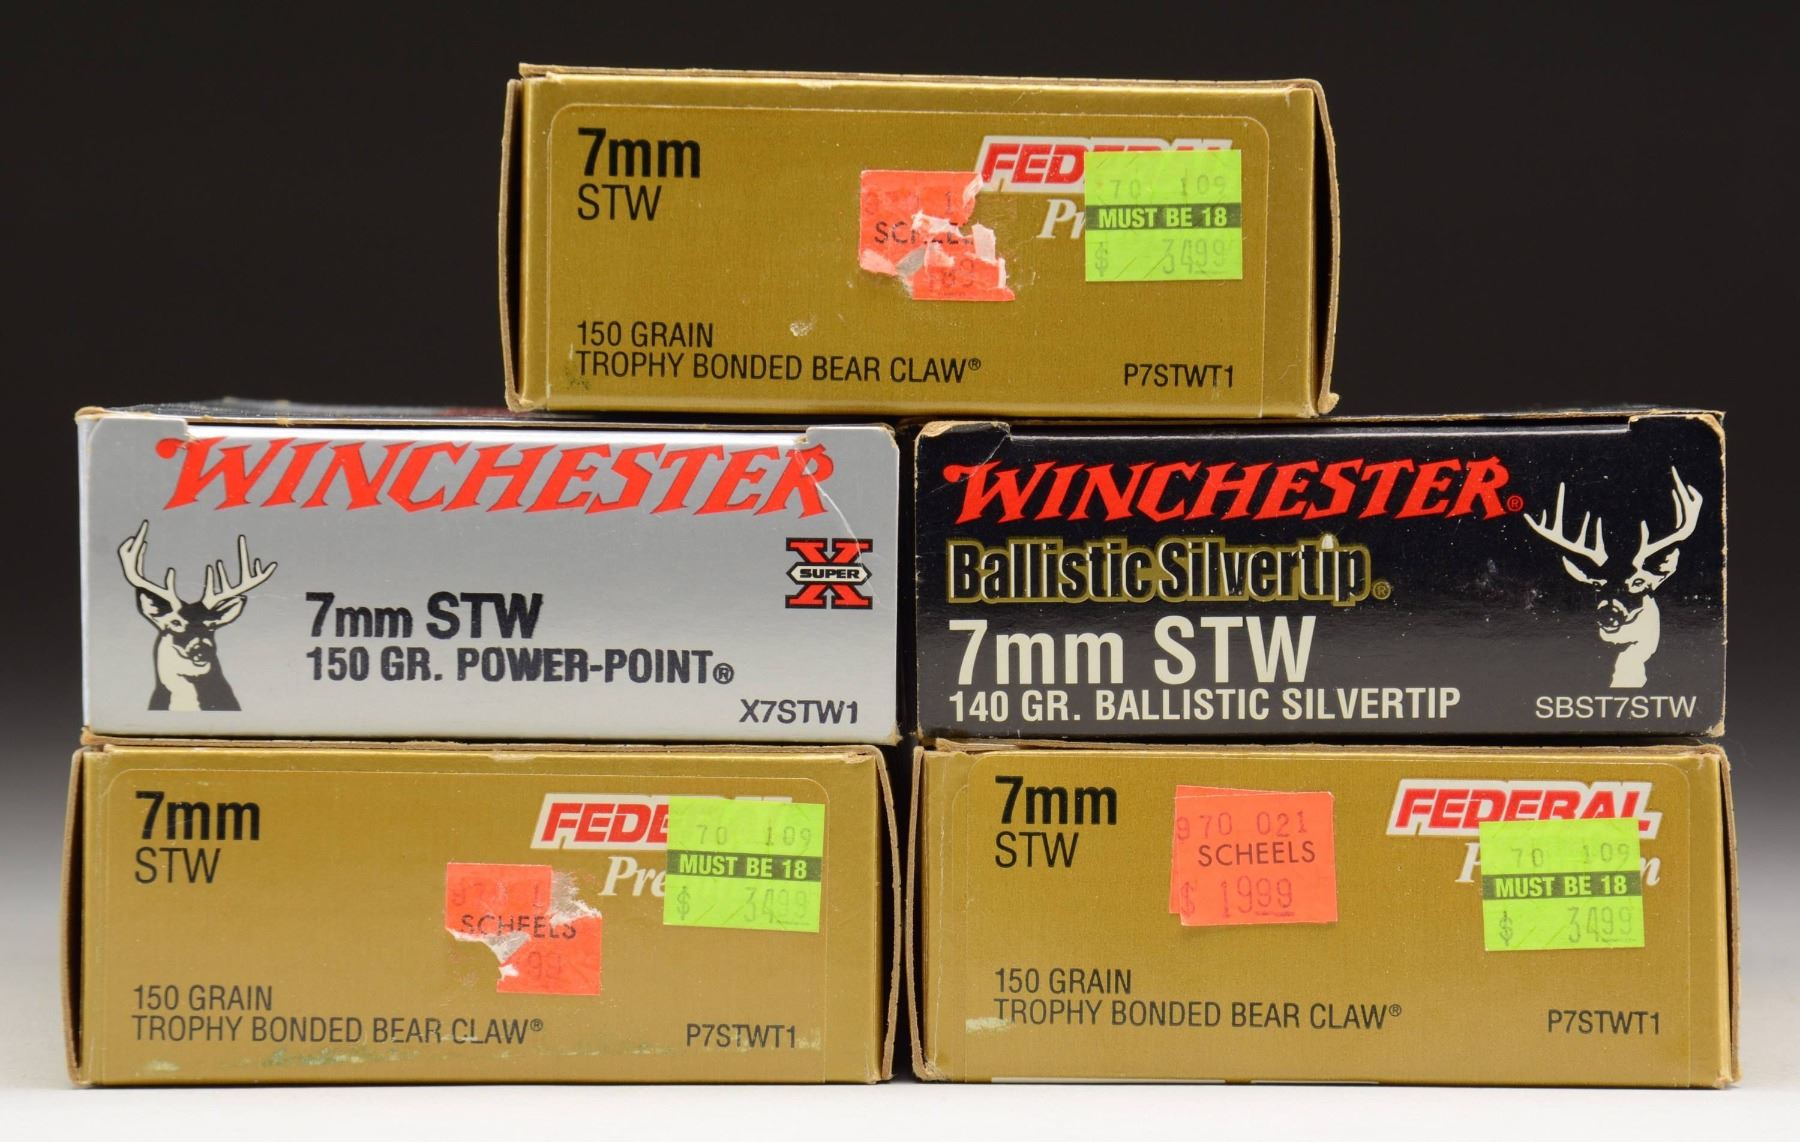 7mm
STW
150 GRAIN
TROPHY BONDED BEAR CLAW®
P7STWT1
70 109
MUST BE 18
$ 3499
WINCHESTER
SUPER X
7mm STW
150 GR. POWER-POINT®
X7STW1
WINCHESTER®
Ballistic Silvertip®
7mm STW
140 GR. BALLISTIC SILVERTIP
SBST7STW
7mm
STW
SCHEELS
99
70 109
MUST BE 18
$ 3499
150 GRAIN
TROPHY BONDED BEAR CLAW®
P7STWT1
7mm
STW
970 021
SCHEELS
$ 1999
FEDERAL
70 109
MUST BE 18
$ 3499
150 GRAIN
TROPHY BONDED BEAR CLAW®
P7STWT1